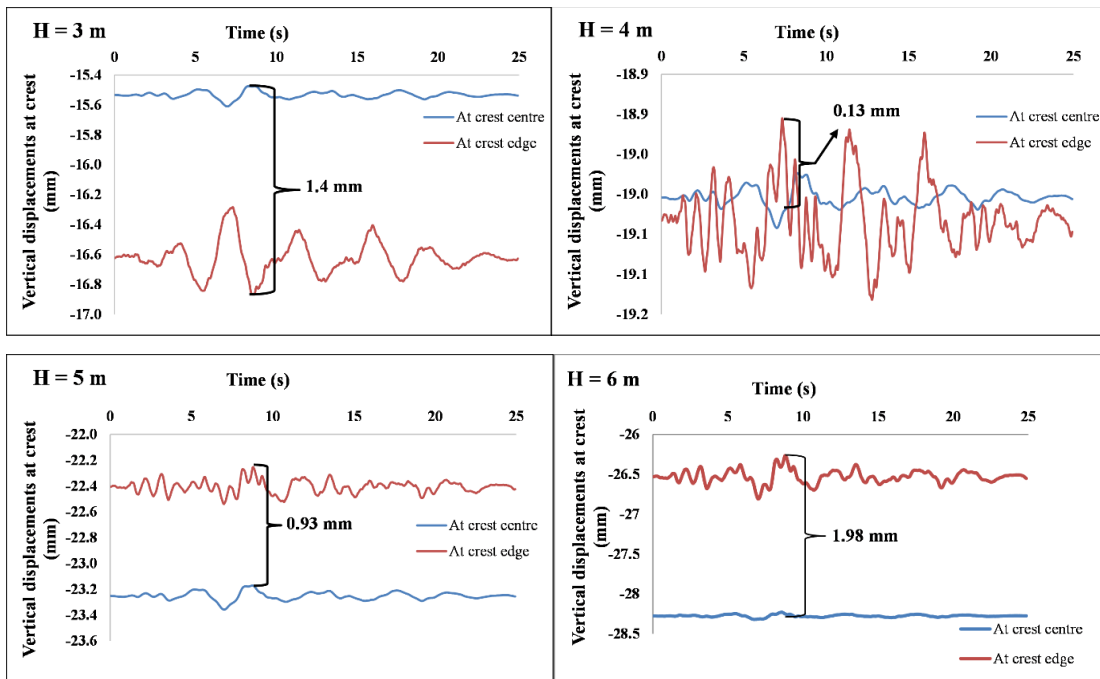 H = 3 m
Time (s)
0 5 10 15 20 25
-15.4
-15.6
-15.8
-16.0
-16.2
-16.4
-16.6
-16.8
-17.0
Vertical displacements at crest
(mm)
At crest centre
At crest edge
1.4 mm
H = 4 m
Time (s)
0 5 10 15 20 25
-18.9
-18.9
-19.0
-19.0
-19.1
-19.1
-19.2
Vertical displacements at crest
(mm)
0.13 mm
At crest centre
At crest edge
H = 5 m
Time (s)
0 5 10 15 20 25
-22.0
-22.2
-22.4
-22.6
-22.8
-23.0
-23.2
-23.4
-23.6
Vertical displacements at crest
(mm)
0.93 mm
At crest centre
At crest edge
H = 6 m
Time (s)
0 5 10 15 20 25
-26
-26.5
-27
-27.5
-28
-28.5
Vertical displacements at crest
(mm)
1.98 mm
At crest centre
At crest edge